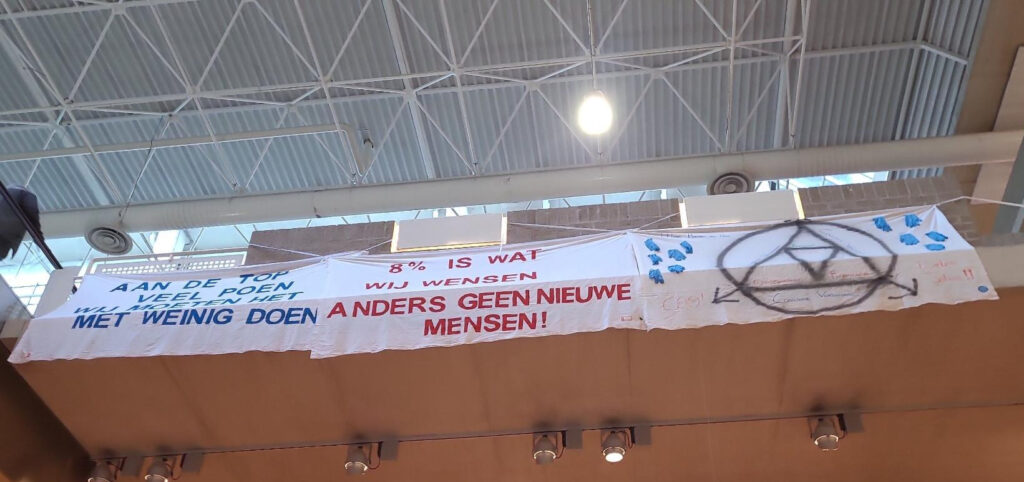 AAN DE TOP
VEEL POEN
WIJ MOETEN HET
MET WEINIG DOEN
8% IS WAT
WIJ WENSEN
ANDERS GEEN NIEUWE
MENSEN!